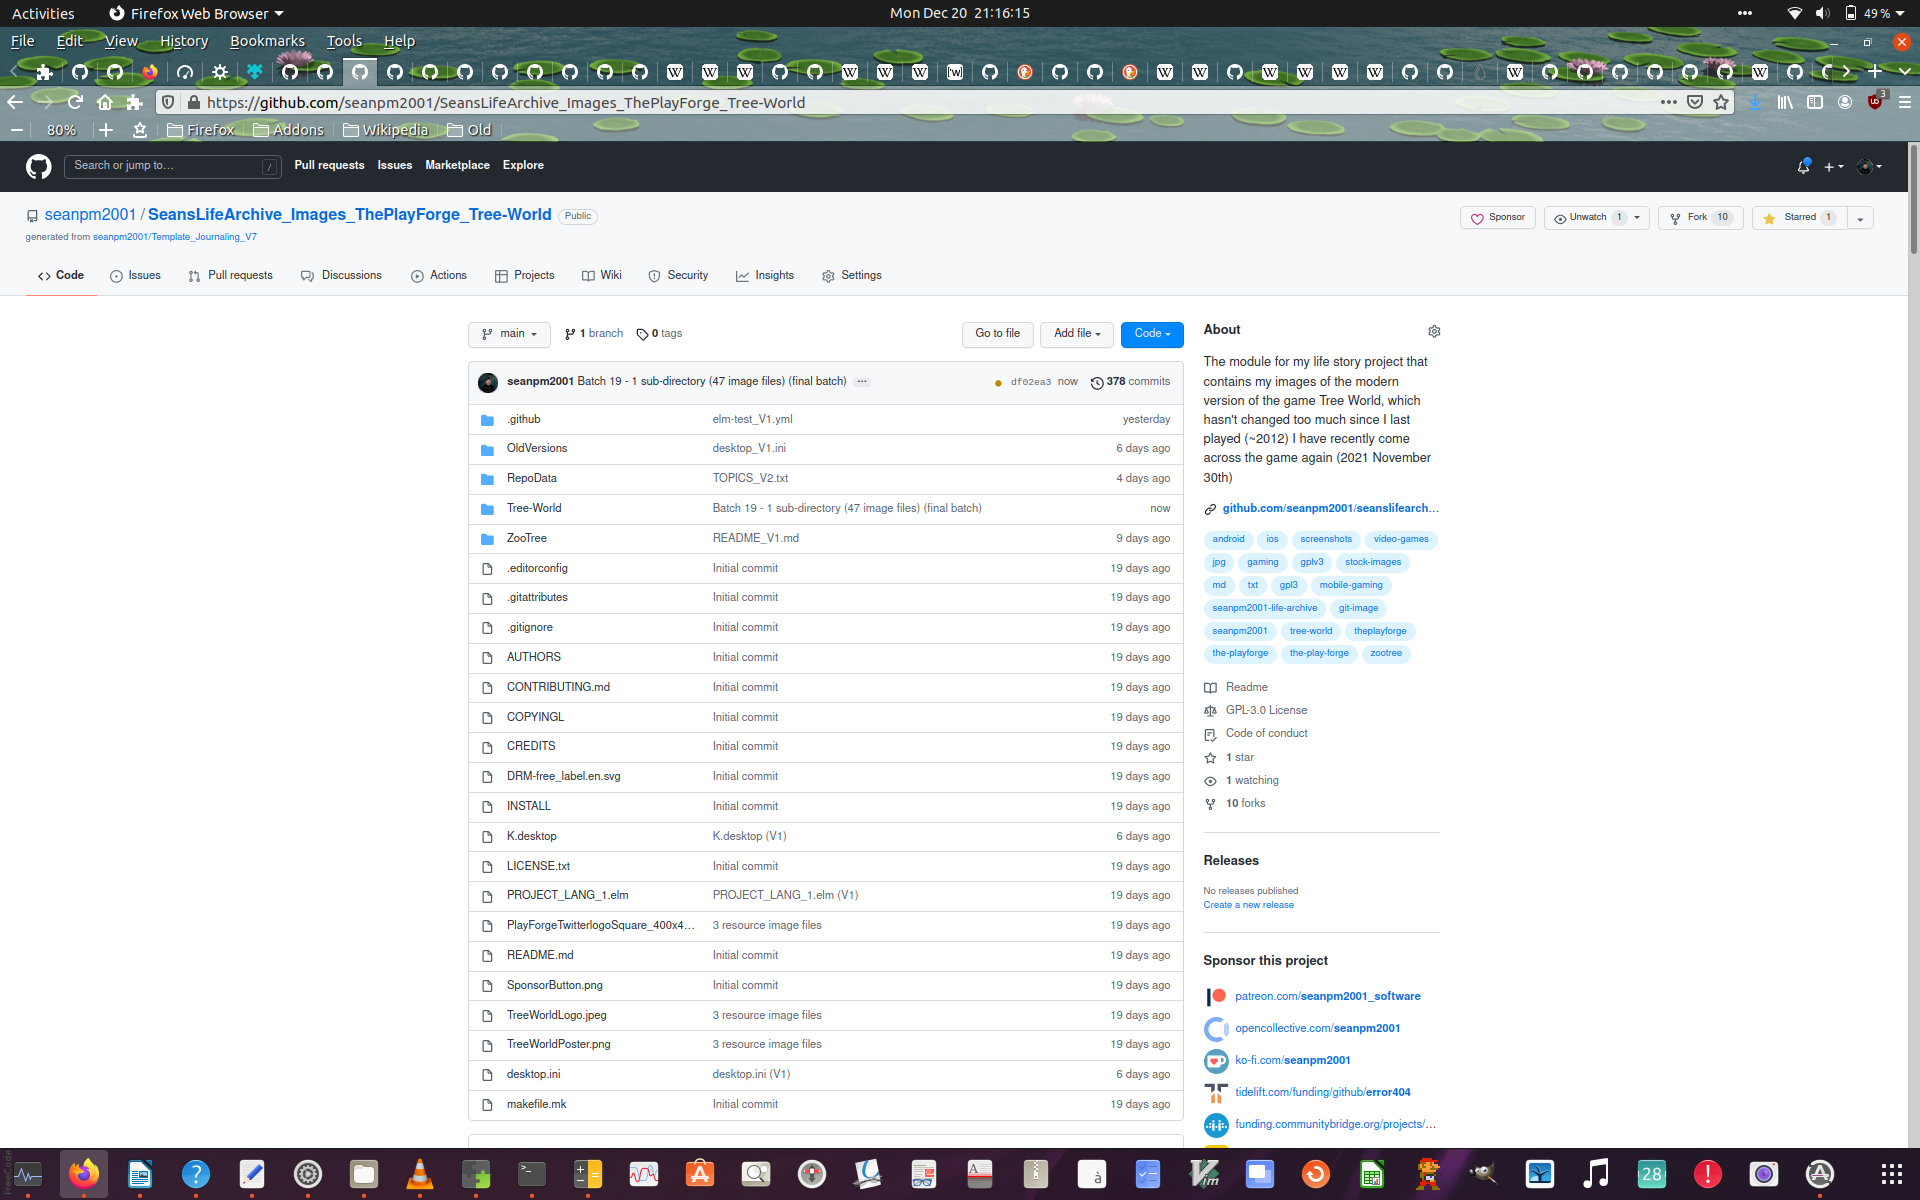 Activities
Firefox Web Browser
Mon Dec 20 21:16:15
49 %
File Edit View History Bookmarks Tools Help
https://github.com/seanpm2001/SeansLifeArchive_Images_ThePlayForge_Tree-World
3
80%
Firefox
Addons
Wikipedia
Old
Search or jump to…
/
Pull requests
Issues
Marketplace
Explore
seanpm2001 / SeansLifeArchive_Images_ThePlayForge_Tree-World Public
generated from seanpm2001/Template_Journaling_V7
Sponsor
Unwatch 1
Fork 10
Starred 1
Code
Issues
Pull requests
Discussions
Actions
Projects
Wiki
Security
Insights
Settings
main
1 branch
0 tags
Go to file
Add file
Code
seanpm2001 Batch 19 - 1 sub-directory (47 image files) (final batch) ... df02ea3 now 378 commits
.github elm-test_V1.yml yesterday
OldVersions desktop_V1.ini 6 days ago
RepoData TOPICS_V2.txt 4 days ago
Tree-World Batch 19 - 1 sub-directory (47 image files) (final batch) now
ZooTree README_V1.md 9 days ago
.editorconfig Initial commit 19 days ago
.gitattributes Initial commit 19 days ago
.gitignore Initial commit 19 days ago
AUTHORS Initial commit 19 days ago
CONTRIBUTING.md Initial commit 19 days ago
COPYINGL Initial commit 19 days ago
CREDITS Initial commit 19 days ago
DRM-free_label.en.svg Initial commit 19 days ago
INSTALL Initial commit 19 days ago
K.desktop K.desktop (V1) 6 days ago
LICENSE.txt Initial commit 19 days ago
PROJECT_LANG_1.elm PROJECT_LANG_1.elm (V1) 19 days ago
PlayForgeTwitterlogoSquare_400x4... 3 resource image files 19 days ago
README.md Initial commit 19 days ago
SponsorButton.png Initial commit 19 days ago
TreeWorldLogo.jpeg 3 resource image files 19 days ago
TreeWorldPoster.png 3 resource image files 19 days ago
desktop.ini desktop.ini (V1) 6 days ago
makefile.mk Initial commit 19 days ago
About
The module for my life story project that
contains my images of the modern
version of the game Tree World, which
hasn't changed too much since I last
played (~2012) I have recently come
across the game again (2021 November
30th)
github.com/seanpm2001/seanslifearch...
android ios screenshots video-games
jpg gaming gplv3 stock-images
md txt gpl3 mobile-gaming
seanpm2001-life-archive git-image
seanpm2001 tree-world theplayforge
the-playforge the-play-forge zootree
Readme
GPL-3.0 License
Code of conduct
1 star
1 watching
10 forks
Releases
No releases published
Create a new release
Sponsor this project
patreon.com/seanpm2001_software
opencollective.com/seanpm2001
ko-fi.com/seanpm2001
tidelift.com/funding/github/error404
funding.communitybridge.org/projects/...
28